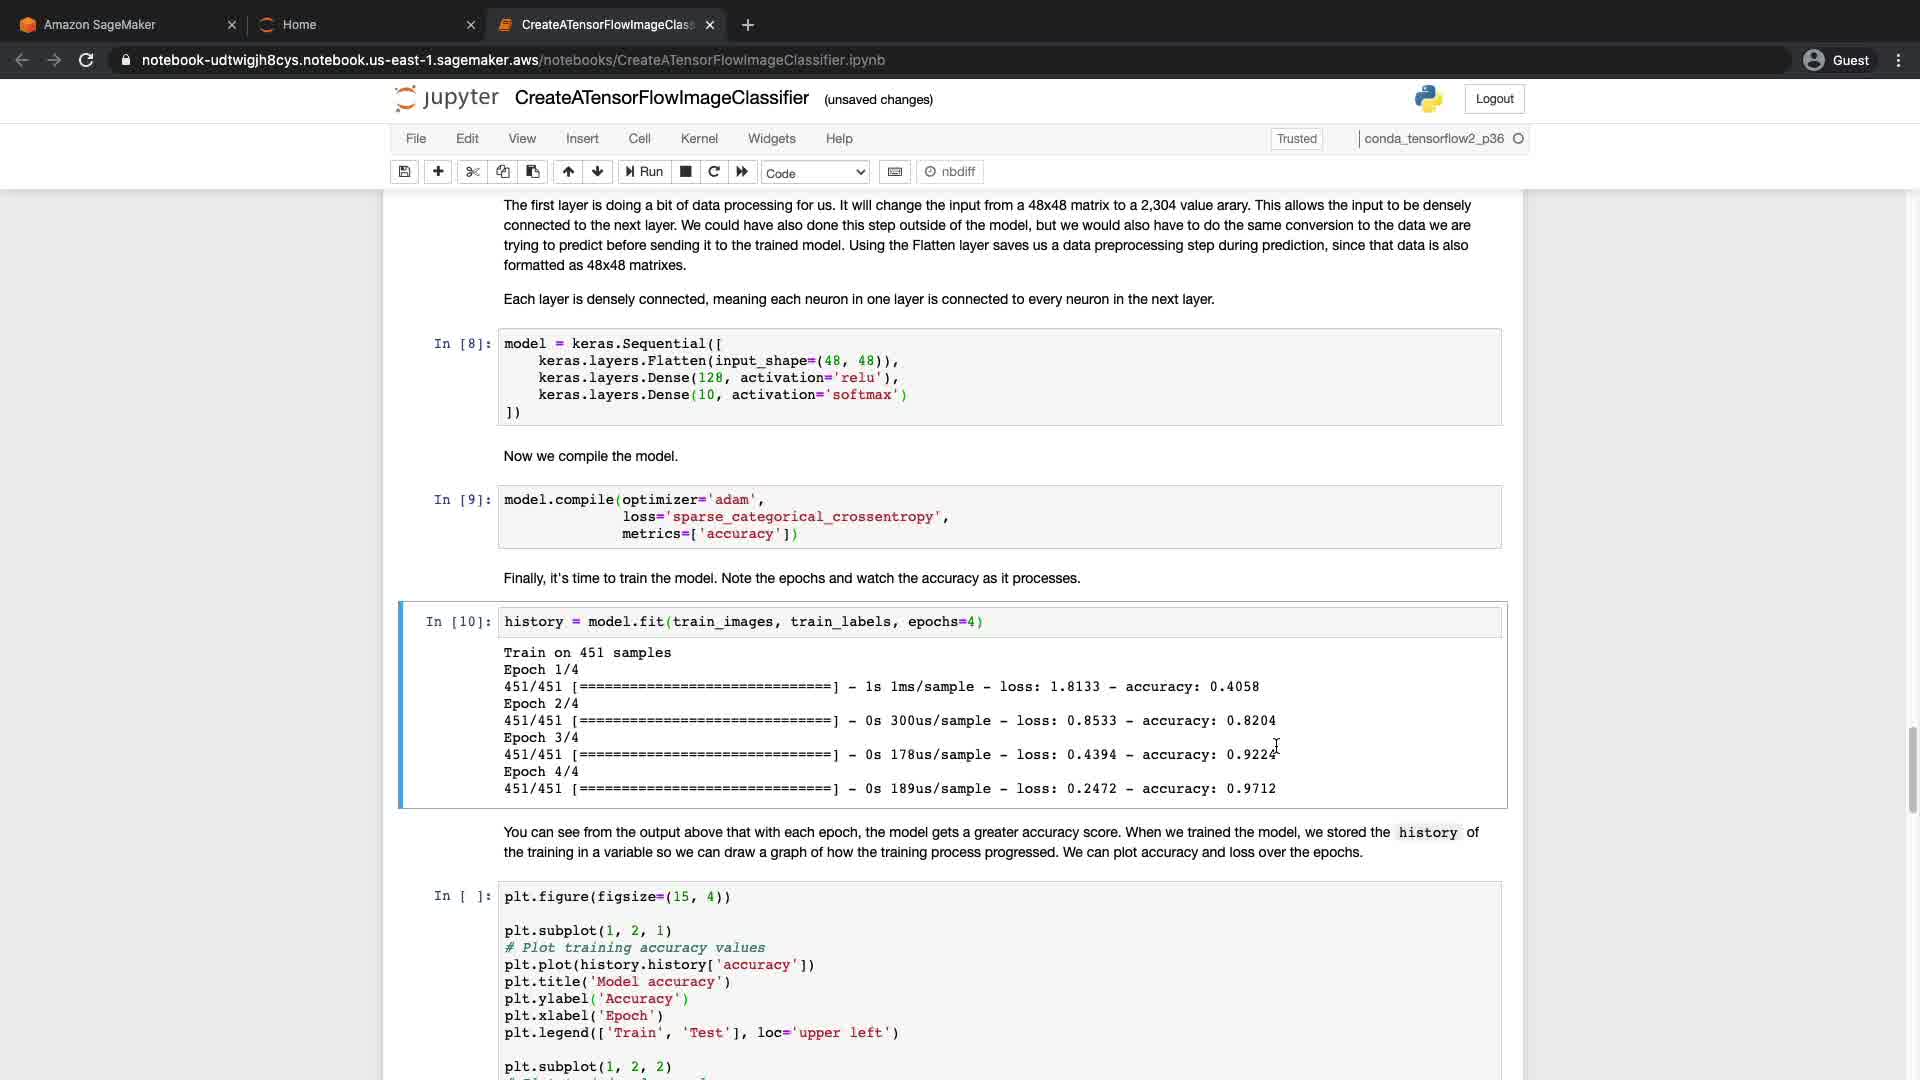 Amazon SageMaker
Home
CreateATensorFlowImageClass
notebook-udtwigjh8cys.notebook.us-east-1.sagemaker.aws/notebooks/CreateATensorFlowImageClassifier.ipynb
Guest
jupyter CreateATensorFlowImageClassifier (unsaved changes)
Logout
File Edit View Insert Cell Kernel Widgets Help
Trusted
conda_tensorflow2_p36
Run
Code
nbdiff
The first layer is doing a bit of data processing for us. It will change the input from a 48x48 matrix to a 2,304 value arary. This allows the input to be densely
connected to the next layer. We could have also done this step outside of the model, but we would also have to do the same conversion to the data we are
trying to predict before sending it to the trained model. Using the Flatten layer saves us a data preprocessing step during prediction, since that data is also
formatted as 48x48 matrixes.
Each layer is densely connected, meaning each neuron in one layer is connected to every neuron in the next layer.
In [8]: model = keras.Sequential([
keras.layers.Flatten(input_shape=(48, 48)),
keras.layers.Dense(128, activation='relu'),
keras.layers.Dense(10, activation='softmax')
])
Now we compile the model.
In [9]: model.compile(optimizer='adam',
loss='sparse_categorical_crossentropy',
metrics=['accuracy'])
Finally, it's time to train the model. Note the epochs and watch the accuracy as it processes.
In [10]: history = model.fit(train_images, train_labels, epochs=4)
Train on 451 samples
Epoch 1/4
451/451 [==============================] - 1s 1ms/sample - loss: 1.8133 - accuracy: 0.4058
Epoch 2/4
451/451 [==============================] - 0s 300us/sample - loss: 0.8533 - accuracy: 0.8204
Epoch 3/4
451/451 [==============================] - 0s 178us/sample - loss: 0.4394 - accuracy: 0.9224
Epoch 4/4
451/451 [==============================] - 0s 189us/sample - loss: 0.2472 - accuracy: 0.9712
You can see from the output above that with each epoch, the model gets a greater accuracy score. When we trained the model, we stored the history of
the training in a variable so we can draw a graph of how the training process progressed. We can plot accuracy and loss over the epochs.
In [ ]: plt.figure(figsize=(15, 4))
plt.subplot(1, 2, 1)
# Plot training accuracy values
plt.plot(history.history['accuracy'])
plt.title('Model accuracy')
plt.ylabel('Accuracy')
plt.xlabel('Epoch')
plt.legend(['Train', 'Test'], loc='upper left')
plt.subplot(1, 2, 2)